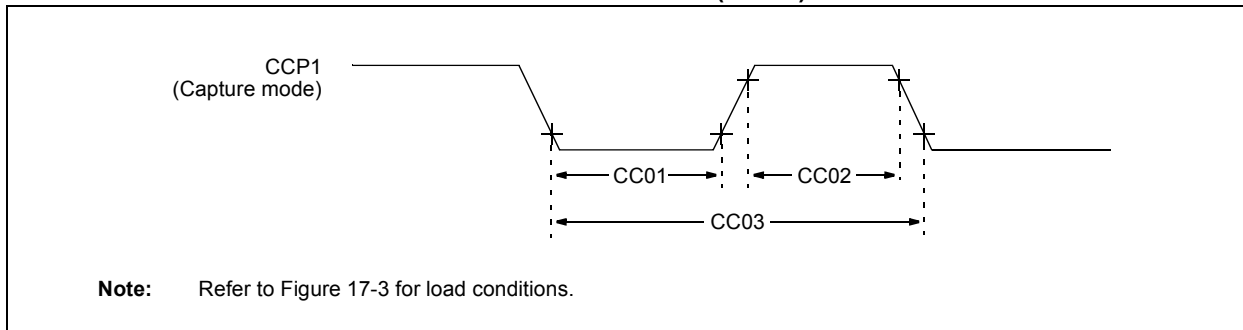 CCP1
(Capture mode)
CC01
CC02
CC03
Note: Refer to Figure 17-3 for load conditions.